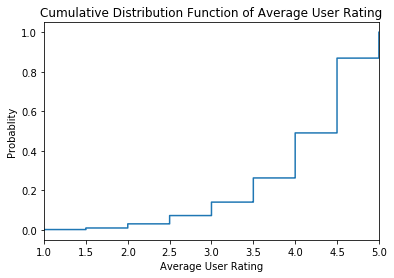 Cumulative Distribution Function of Average User Rating
1.0
0.8
0.6
0.4
0.2
0.0
Probablity
1.0 1.5 2.0 2.5 3.0 3.5 4.0 4.5 5.0
Average User Rating